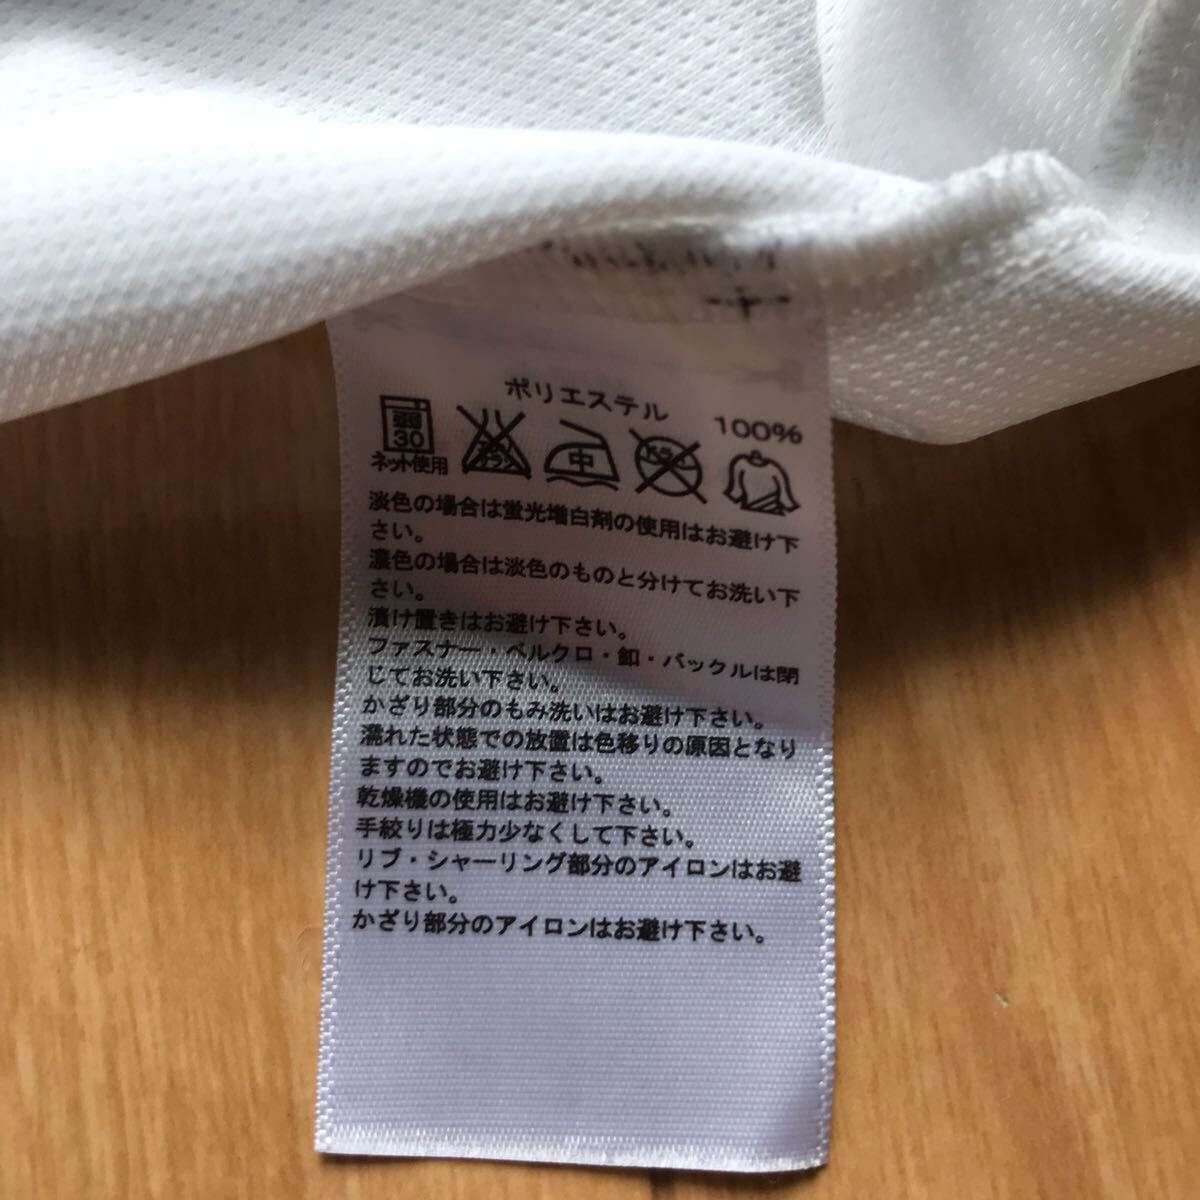 ポリエステル
100%
弱
30
ネット使用
中
淡色の場合は蛍光増白剤の使用はお避け下
さい。
濃色の場合は淡色のものと分けてお洗い下
さい。
漬け置きはお避け下さい。
ファスナー・ベルクロ・釦・バックルは閉
じてお洗い下さい。
かざり部分のもみ洗いはお避け下さい。
濡れた状態での放置は色移りの原因となり
ますのでお避け下さい。
乾燥機の使用はお避け下さい。
手絞りは極力少なくして下さい。
リブ・シャーリング部分のアイロンはお避
け下さい。
かざり部分のアイロンはお避け下さい。